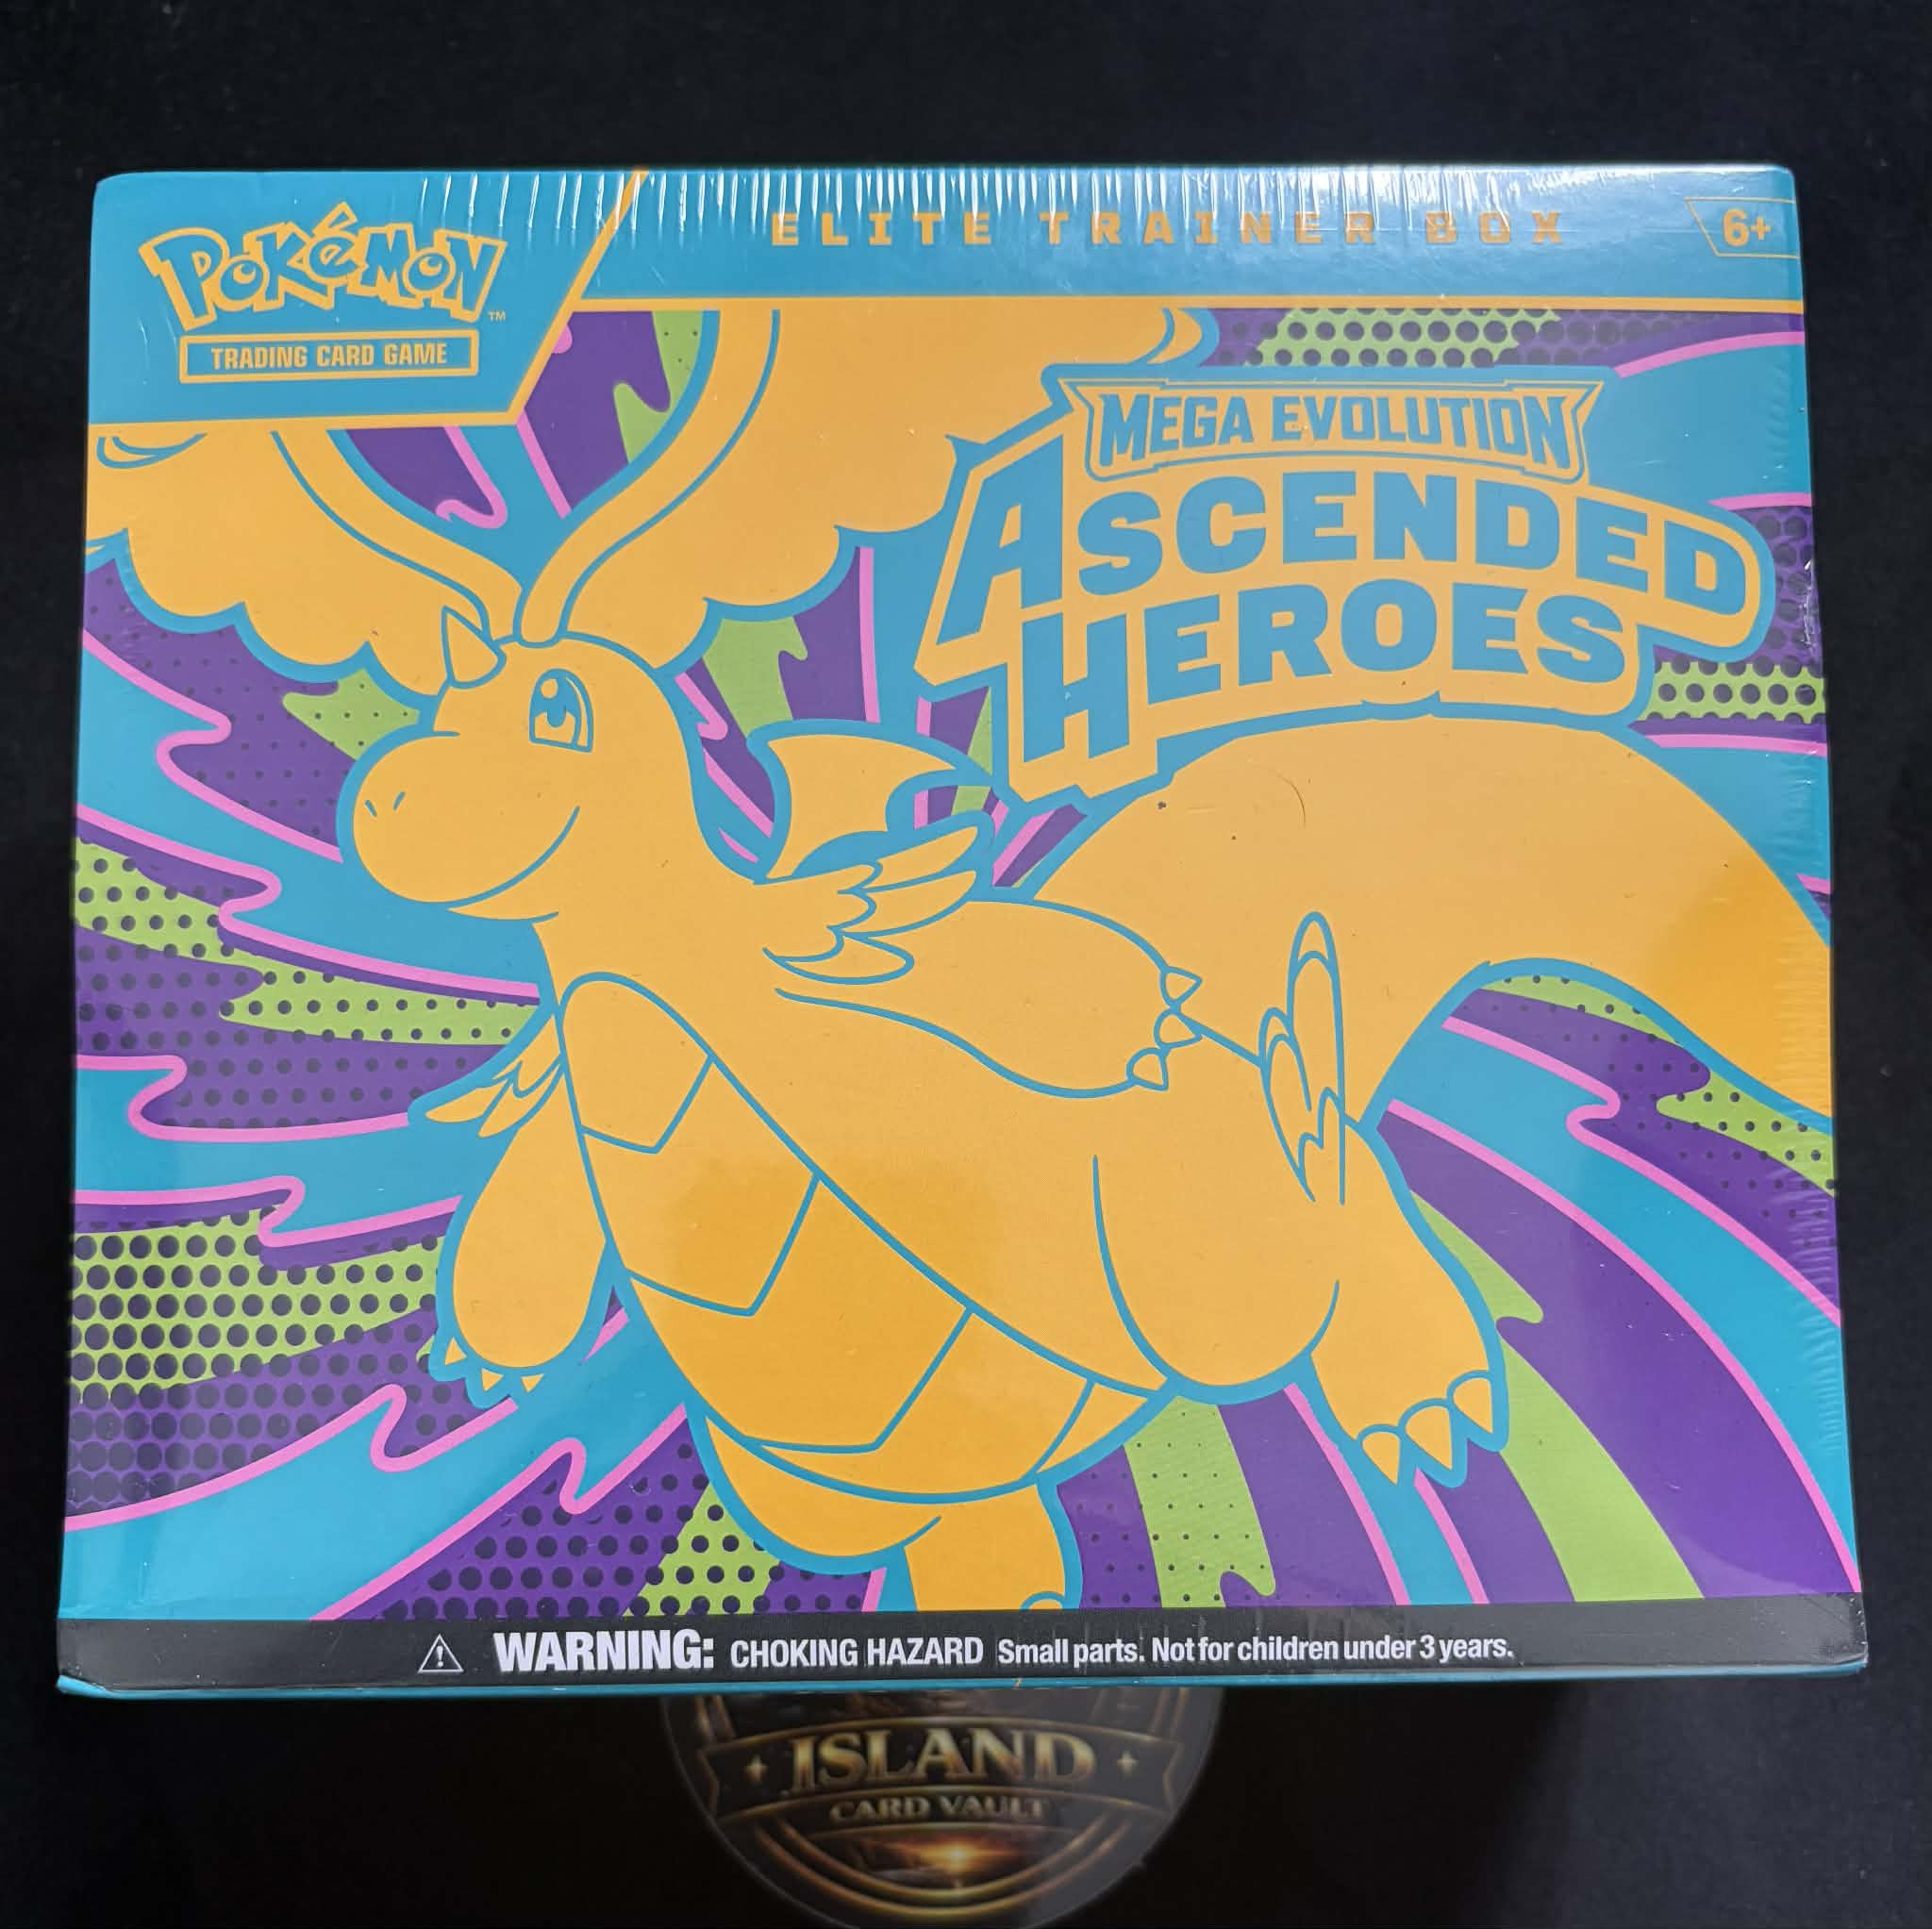 ELITE TRAINER BOX
6+
POKÉMON™
TRADING CARD GAME
MEGA EVOLUTION
ASCENDED
HEROES
WARNING: CHOKING HAZARD Small parts. Not for children under 3 years.
ISLAND
CARD VAULT